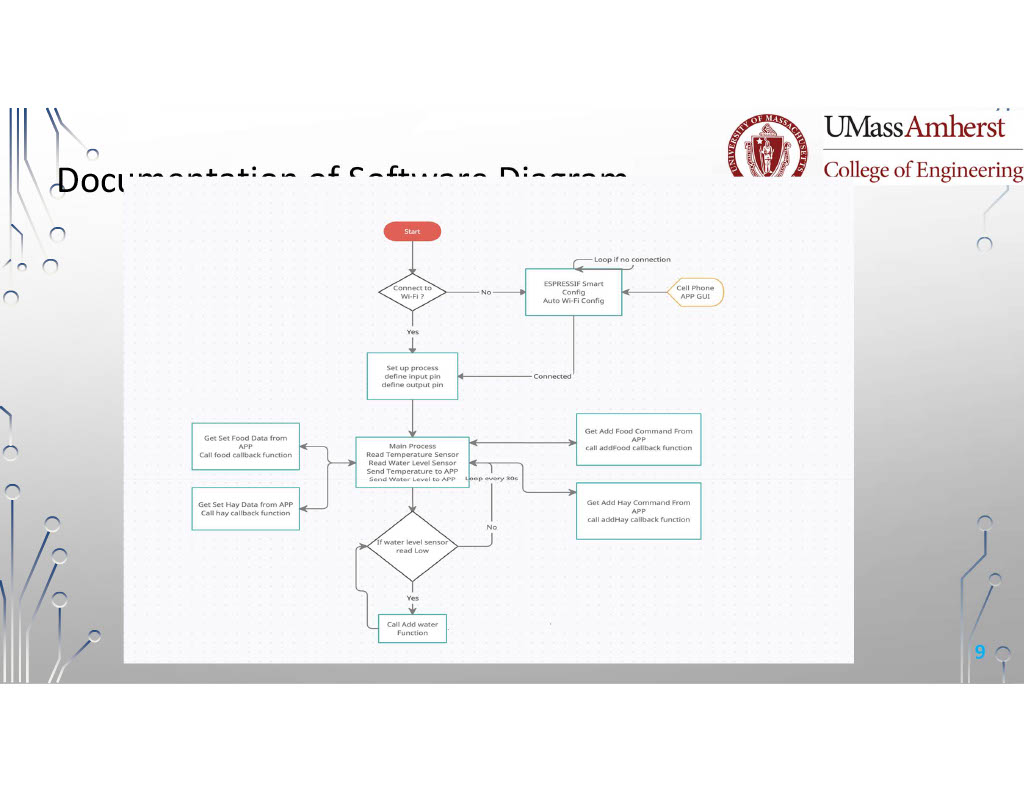 UMassAmherst
College of Engineering
UNIVERSITY OF MASSACHUSETTS
Documentation of Software Diagram
Start
Loop if no connection
Connect to
Wi-Fi ?
No
ESPRESSIF Smart
Config
Auto Wi-Fi Config
Cell Phone
APP GUI
Yes
Set up process
define input pin
define output pin
Connected
Get Set Food Data from
APP
Call food callback function
Main Process
Read Temperature Sensor
Read Water Level Sensor
Send Temperature to APP
Send Water Level to APP
Get Add Food Command From
APP
call addFood callback function
Loop every 30s
Get Set Hay Data from APP
Call hay callback function
Get Add Hay Command From
APP
call addHay callback function
No
If water level sensor
read Low
Yes
Call Add water
Function
9